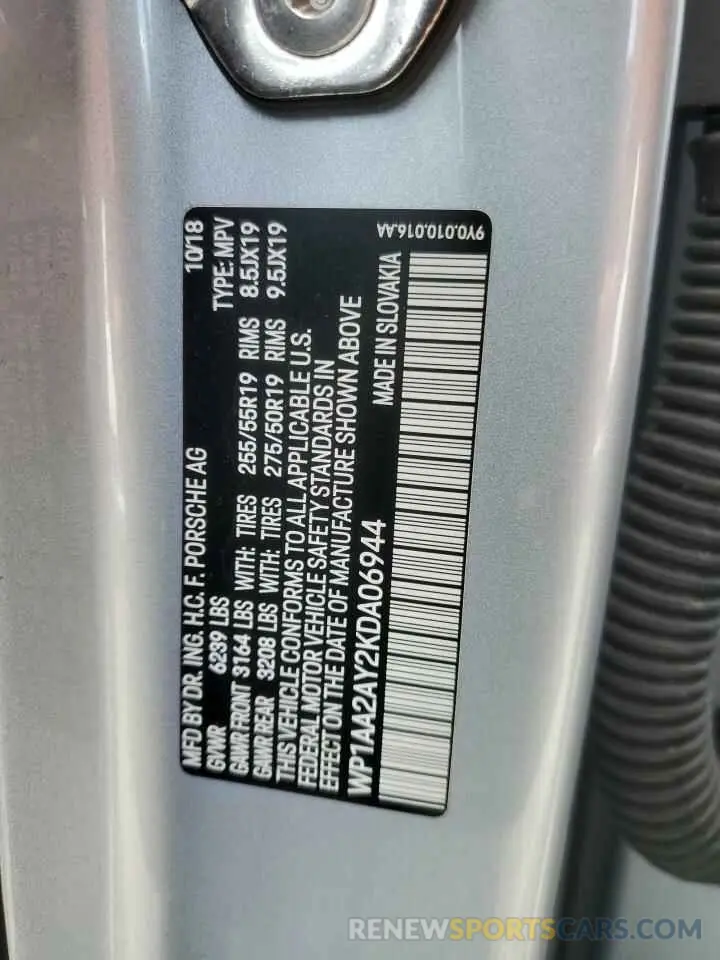 MFD BY DR. ING. H.C. F. PORSCHE AG 10/18
GVWR 6239 LBS TYPE: MPV
GAWR FRONT 3164 LBS WITH: TIRES 255/55R19 RIMS 8.5JX19
GAWR REAR 3208 LBS WITH: TIRES 275/50R19 RIMS 9.5JX19
THIS VEHICLE CONFORMS TO ALL APPLICABLE U.S.
FEDERAL MOTOR VEHICLE SAFETY STANDARDS IN
EFFECT ON THE DATE OF MANUFACTURE SHOWN ABOVE
WP1AA2AY2KDA06944 MADE IN SLOVAKIA
9Y0.010.016.AA
RENEWSPORTSCARS.COM